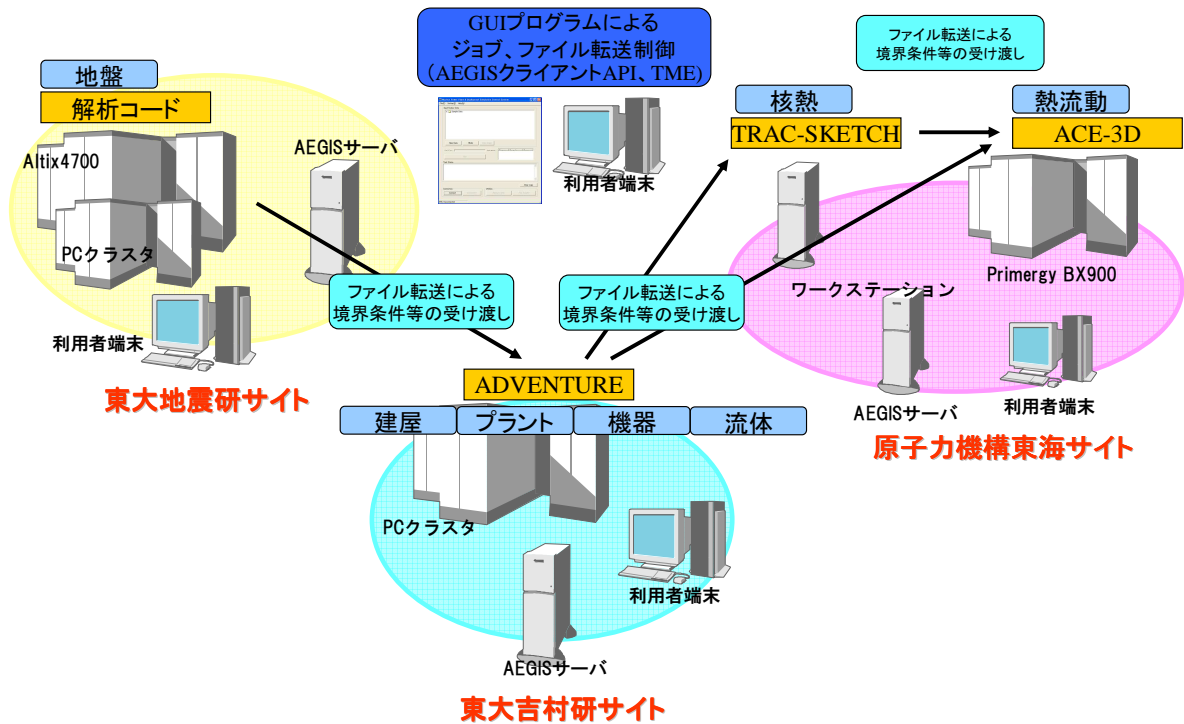 GUIプログラムによる
ジョブ、ファイル転送制御
（AEGISクライアントAPI、TME)
ファイル転送による
境界条件等の受け渡し
地盤
解析コード
Altix4700
PCクラスタ
AEGISサーバ
利用者端末
東大地震研サイト
利用者端末
核熱
TRAC-SKETCH
熱流動
ACE-3D
ワークステーション
Primergy BX900
AEGISサーバ
利用者端末
原子力機構東海サイト
ファイル転送による
境界条件等の受け渡し
ファイル転送による
境界条件等の受け渡し
ADVENTURE
建屋
プラント
機器
流体
PCクラスタ
利用者端末
AEGISサーバ
東大吉村研サイト